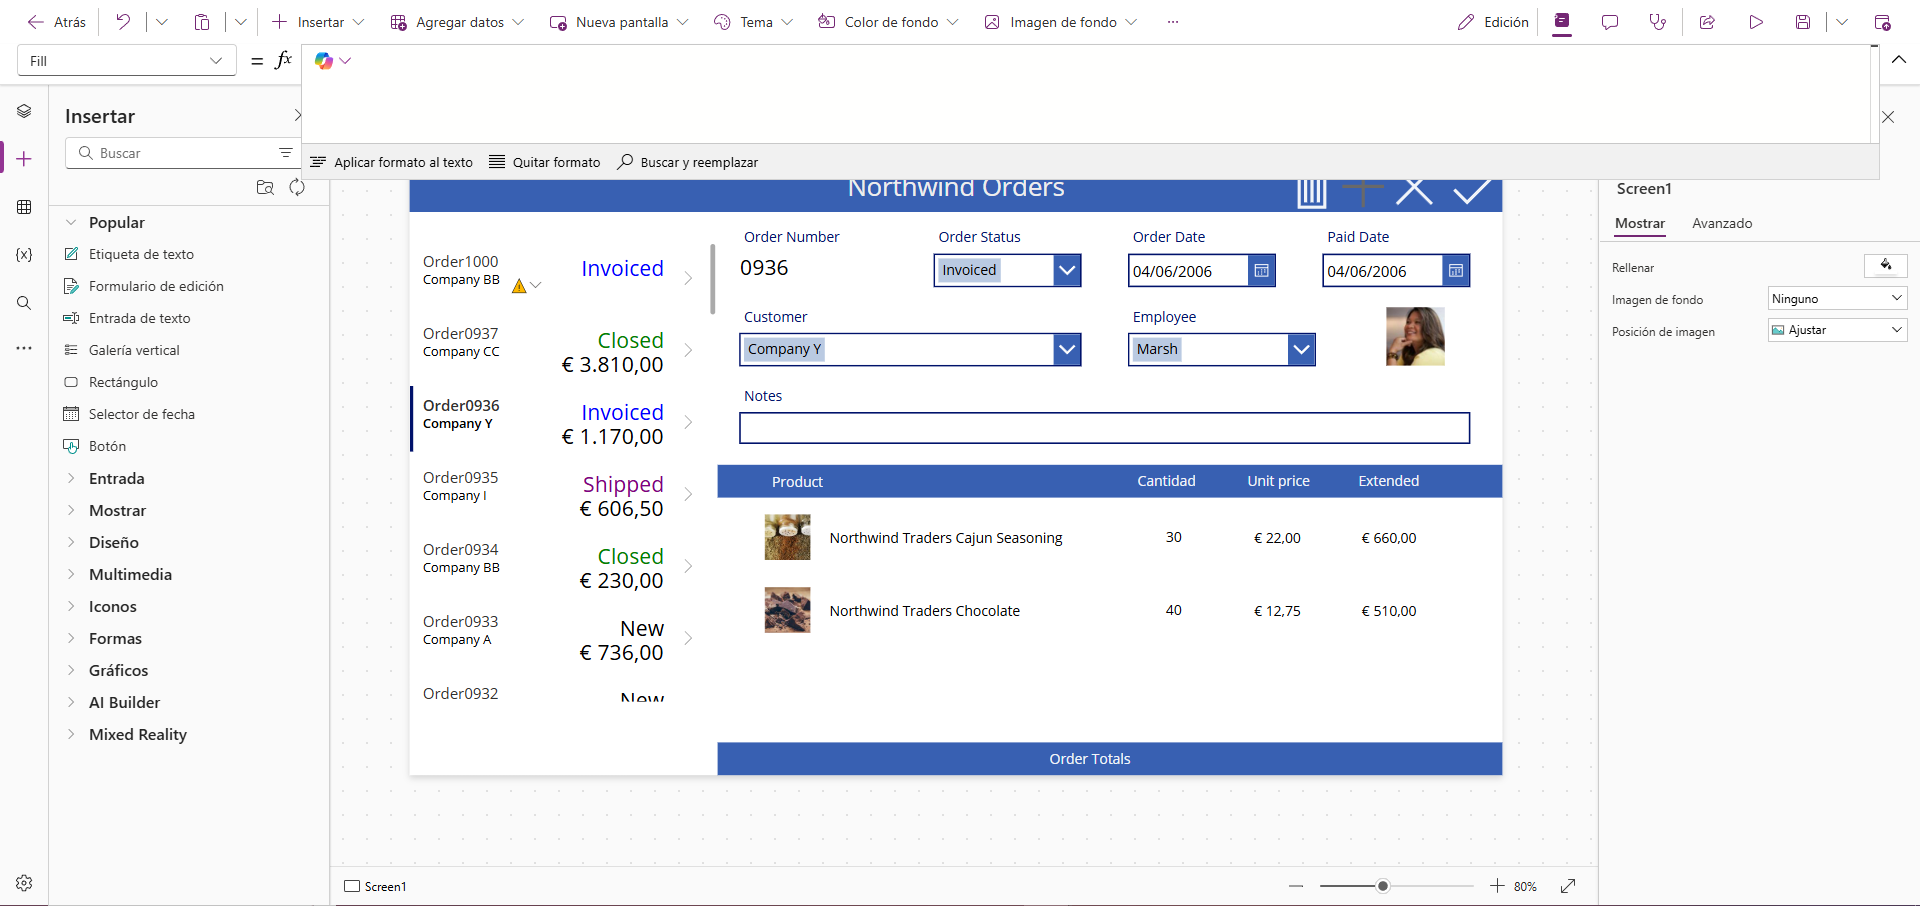 Atrás
Insertar
Agregar datos
Nueva pantalla
Tema
Color de fondo
Imagen de fondo
...
Edición
Fill
= fx
Insertar
Buscar
Aplicar formato al texto
Quitar formato
Buscar y reemplazar
Popular
Etiqueta de texto
Formulario de edición
Entrada de texto
Galería vertical
Rectángulo
Selector de fecha
Botón
Entrada
Mostrar
Diseño
Multimedia
Iconos
Formas
Gráficos
AI Builder
Mixed Reality
Northwind Orders
Order1000
Company BB
Invoiced
Order0937
Company CC
Closed
€ 3.810,00
Order0936
Company Y
Invoiced
€ 1.170,00
Order0935
Company I
Shipped
€ 606,50
Order0934
Company BB
Closed
€ 230,00
Order0933
Company A
New
€ 736,00
Order0932
New
Order Number
Order Status
Order Date
Paid Date
0936
Invoiced
04/06/2006
04/06/2006
Customer
Employee
Company Y
Marsh
Notes
Product
Cantidad
Unit price
Extended
Northwind Traders Cajun Seasoning
30
€ 22,00
€ 660,00
Northwind Traders Chocolate
40
€ 12,75
€ 510,00
Order Totals
Screen1
80%
Screen1
Mostrar
Avanzado
Rellenar
Imagen de fondo
Ninguno
Posición de imagen
Ajustar